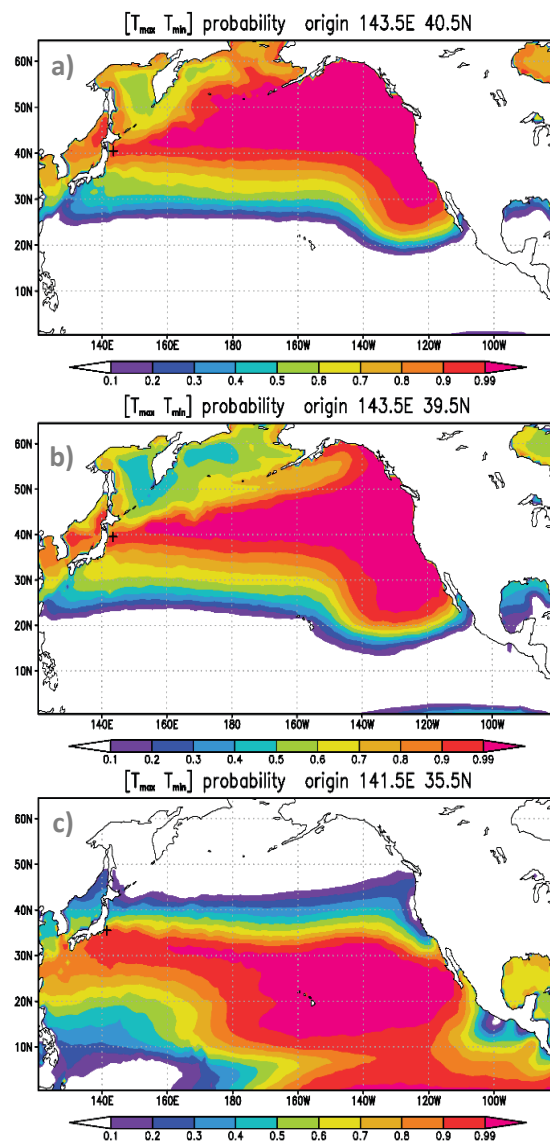 [Tmax Tmin] probability origin 143.5E 40.5N
a)
60N
50N
40N
30N
20N
10N
140E 160E 180 160W 140W 120W 100W
0.1 0.2 0.3 0.4 0.5 0.6 0.7 0.8 0.9 0.99
[Tmax Tmin] probability origin 143.5E 39.5N
b)
60N
50N
40N
30N
20N
10N
140E 160E 180 160W 140W 120W 100W
0.1 0.2 0.3 0.4 0.5 0.6 0.7 0.8 0.9 0.99
[Tmax Tmin] probability origin 141.5E 35.5N
c)
60N
50N
40N
30N
20N
10N
140E 160E 180 160W 140W 120W 100W
0.1 0.2 0.3 0.4 0.5 0.6 0.7 0.8 0.9 0.99